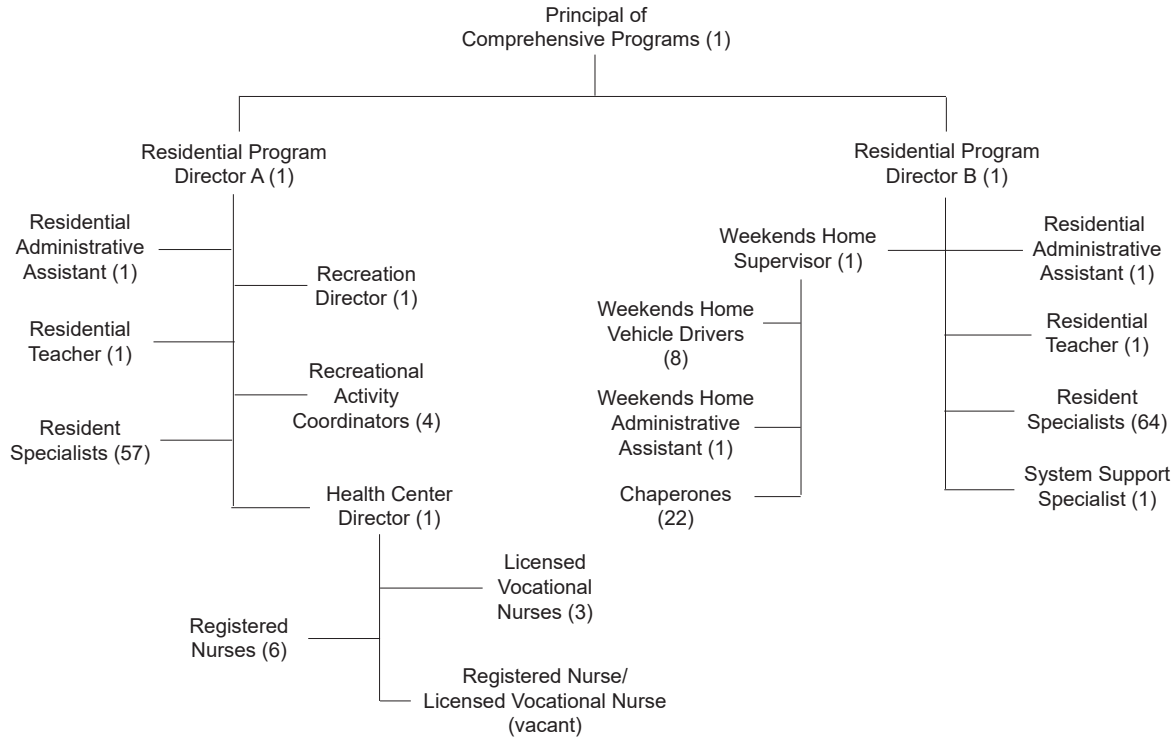 Principal of
Comprehensive Programs (1)
Residential Program
Director A (1)
Residential
Administrative
Assistant (1)
Recreation
Director (1)
Residential
Teacher (1)
Recreational
Activity
Coordinators (4)
Resident
Specialists (57)
Health Center
Director (1)
Licensed
Vocational
Nurses (3)
Registered
Nurses (6)
Registered Nurse/
Licensed Vocational Nurse
(vacant)
Residential Program
Director B (1)
Weekends Home
Supervisor (1)
Weekends Home
Vehicle Drivers
(8)
Weekends Home
Administrative
Assistant (1)
Chaperones
(22)
Residential
Administrative
Assistant (1)
Residential
Teacher (1)
Resident
Specialists (64)
System Support
Specialist (1)